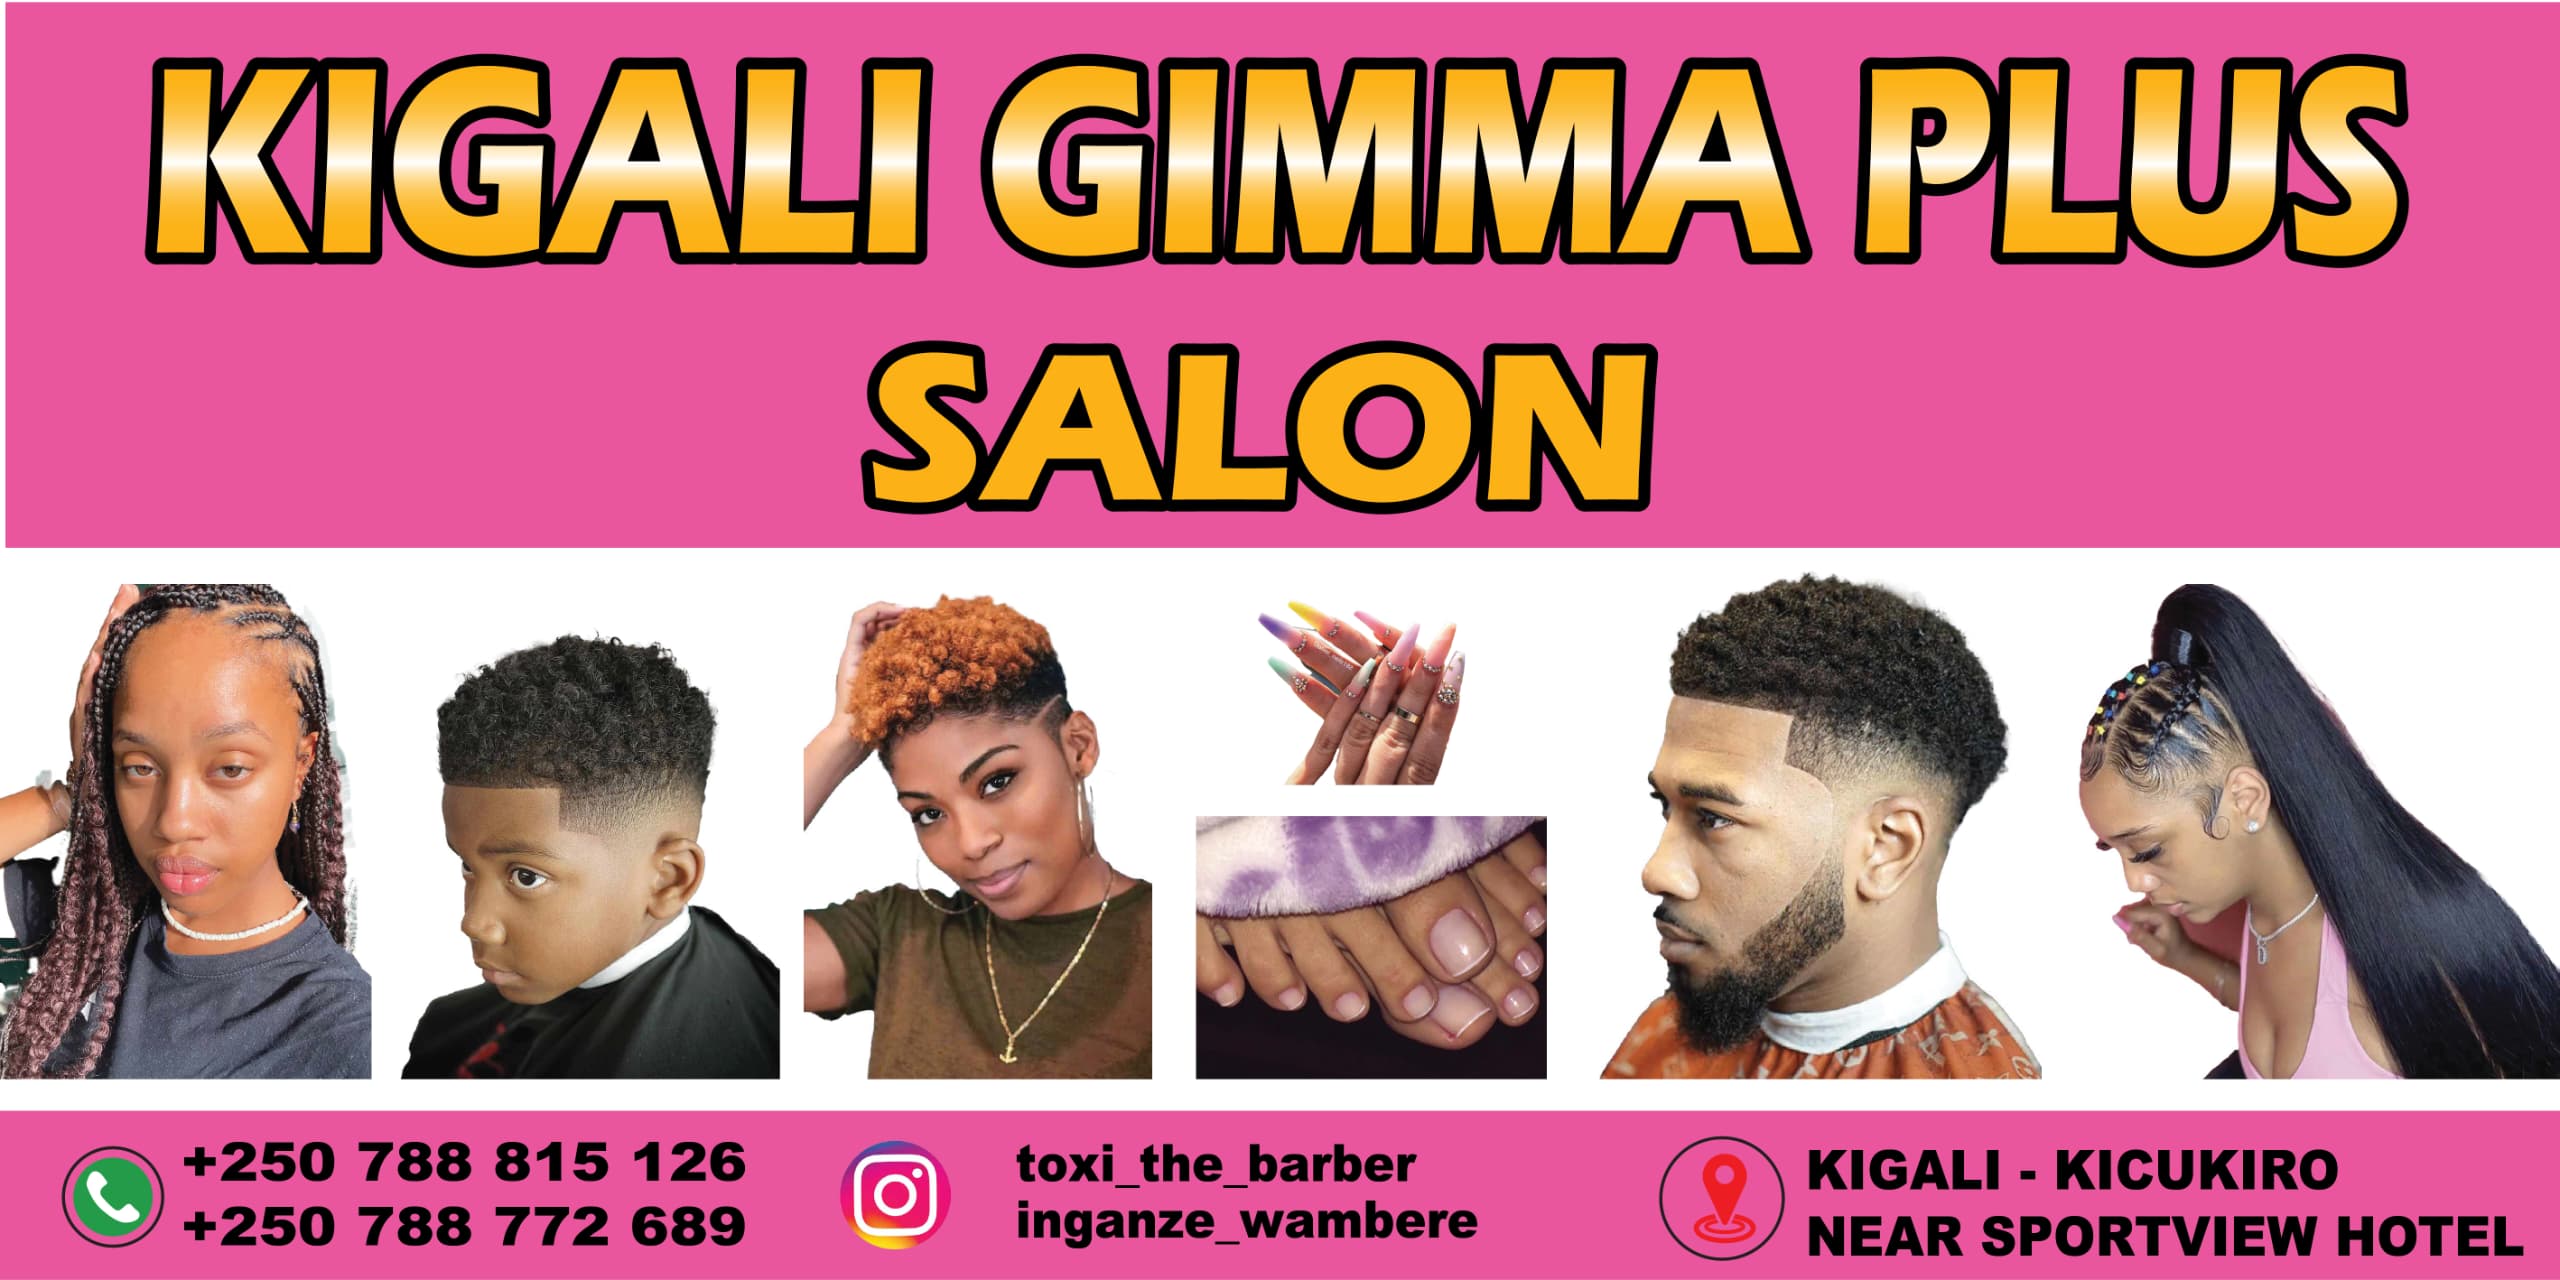 KIGALI GIMMA PLUS
SALON
+250 788 815 126
+250 788 772 689
toxi_the_barber
inganze_wambere
KIGALI - KICUKIRO
NEAR SPORTVIEW HOTEL